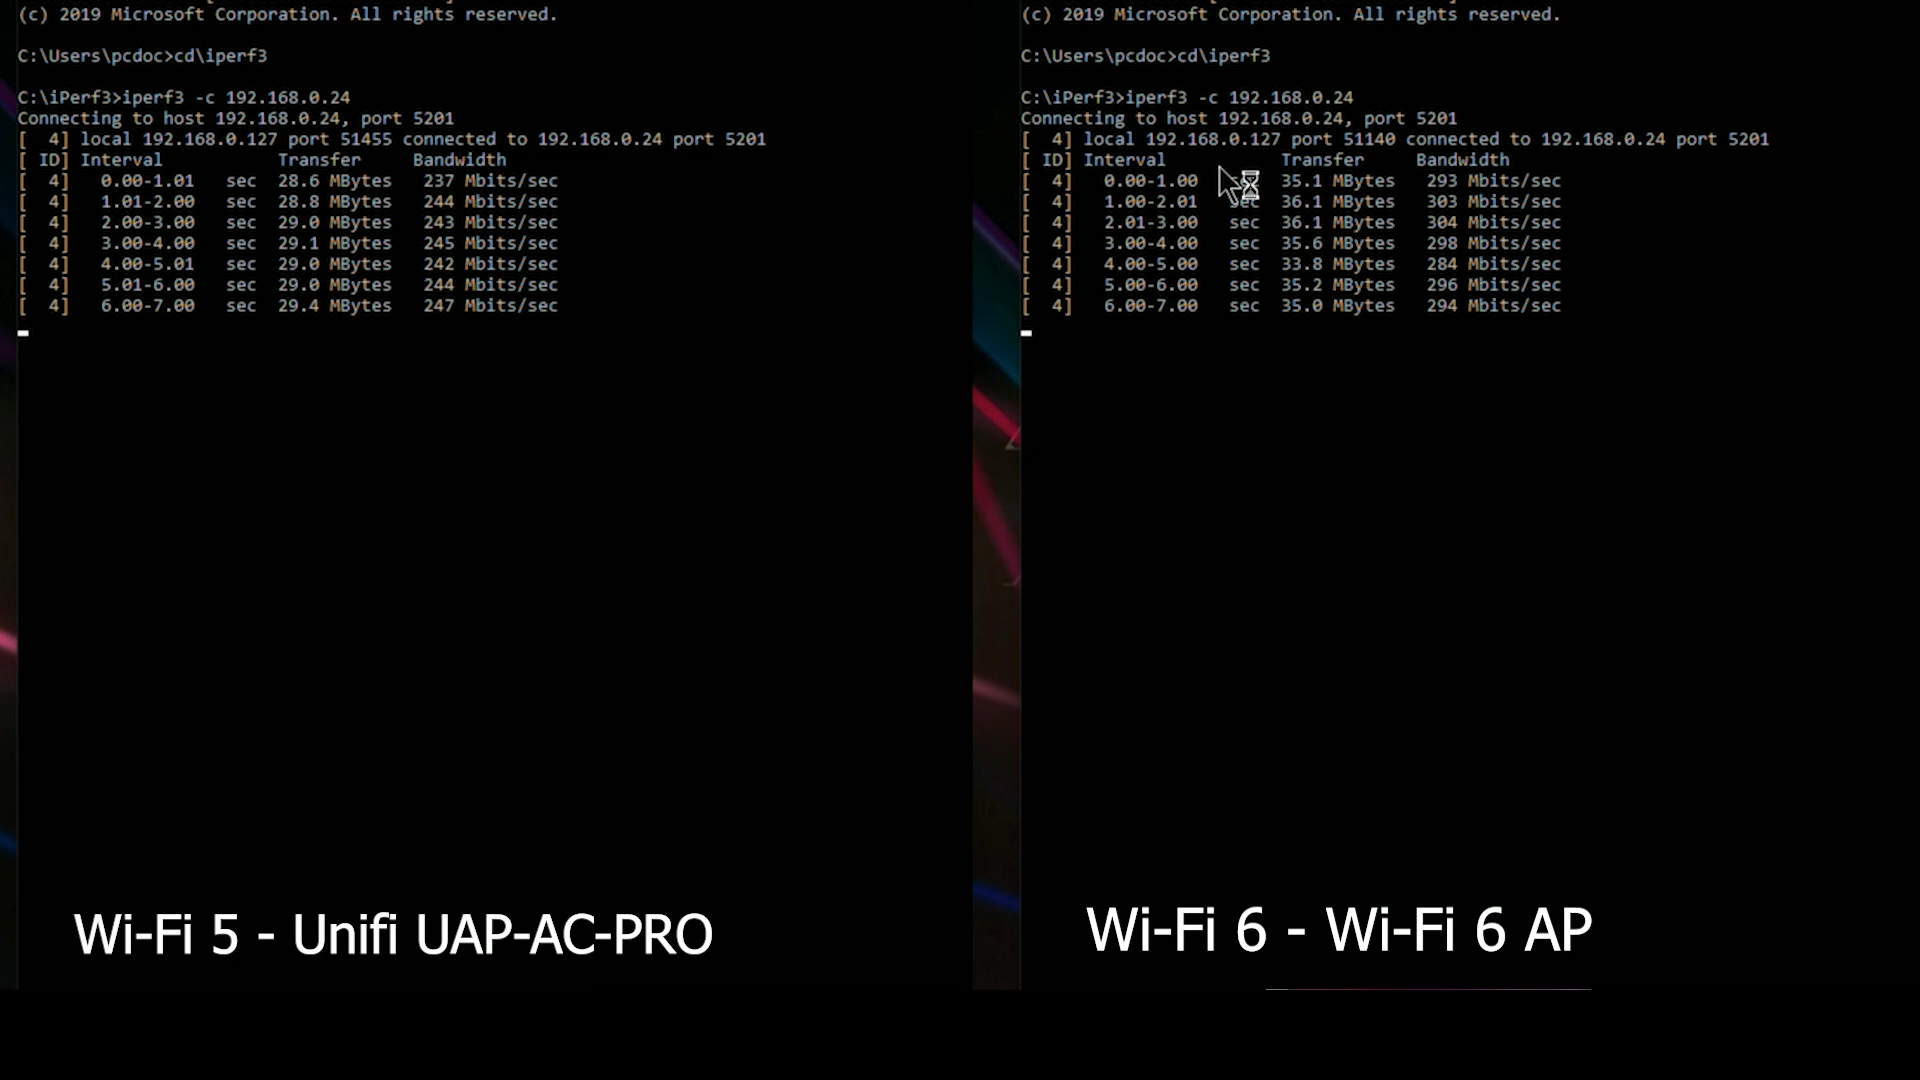 (c) 2019 Microsoft Corporation. All rights reserved.
C:\Users\pcdoc>cd\iperf3
C:\iPerf3>iperf3 -c 192.168.0.24
Connecting to host 192.168.0.24, port 5201
[  4] local 192.168.0.127 port 51455 connected to 192.168.0.24 port 5201
[ ID] Interval           Transfer     Bandwidth
[  4]   0.00-1.01   sec  28.6 MBytes   237 Mbits/sec
[  4]   1.01-2.00   sec  28.8 MBytes   244 Mbits/sec
[  4]   2.00-3.00   sec  29.0 MBytes   243 Mbits/sec
[  4]   3.00-4.00   sec  29.1 MBytes   245 Mbits/sec
[  4]   4.00-5.01   sec  29.0 MBytes   242 Mbits/sec
[  4]   5.01-6.00   sec  29.0 MBytes   244 Mbits/sec
[  4]   6.00-7.00   sec  29.4 MBytes   247 Mbits/sec
Wi-Fi 5 - Unifi UAP-AC-PRO
(c) 2019 Microsoft Corporation. All rights reserved.
C:\Users\pcdoc>cd\iperf3
C:\iPerf3>iperf3 -c 192.168.0.24
Connecting to host 192.168.0.24, port 5201
[  4] local 192.168.0.127 port 51140 connected to 192.168.0.24 port 5201
[ ID] Interval           Transfer     Bandwidth
[  4]   0.00-1.00   sec  35.1 MBytes   293 Mbits/sec
[  4]   1.00-2.01   sec  36.1 MBytes   303 Mbits/sec
[  4]   2.01-3.00   sec  36.1 MBytes   304 Mbits/sec
[  4]   3.00-4.00   sec  35.6 MBytes   298 Mbits/sec
[  4]   4.00-5.00   sec  33.8 MBytes   284 Mbits/sec
[  4]   5.00-6.00   sec  35.2 MBytes   296 Mbits/sec
[  4]   6.00-7.00   sec  35.0 MBytes   294 Mbits/sec
Wi-Fi 6 - Wi-Fi 6 AP